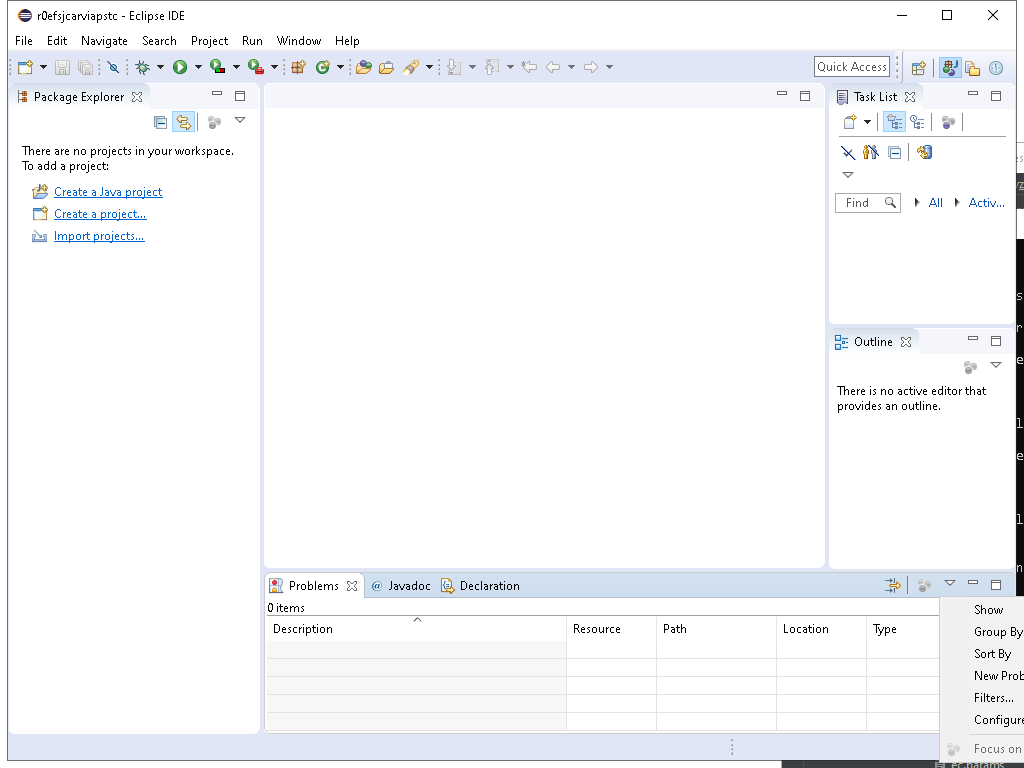 r0efsjcarviapstc - Eclipse IDE
File Edit Navigate Search Project Run Window Help
Quick Access
Package Explorer
There are no projects in your workspace.
To add a project:
Create a Java project
Create a project...
Import projects...
Task List
Find All Activ...
Outline
There is no active editor that
provides an outline.
Problems @ Javadoc Declaration
0 items
Description Resource Path Location Type
Show
Group By
Sort By
New Prob
Filters...
Configure
Focus on
ec.params